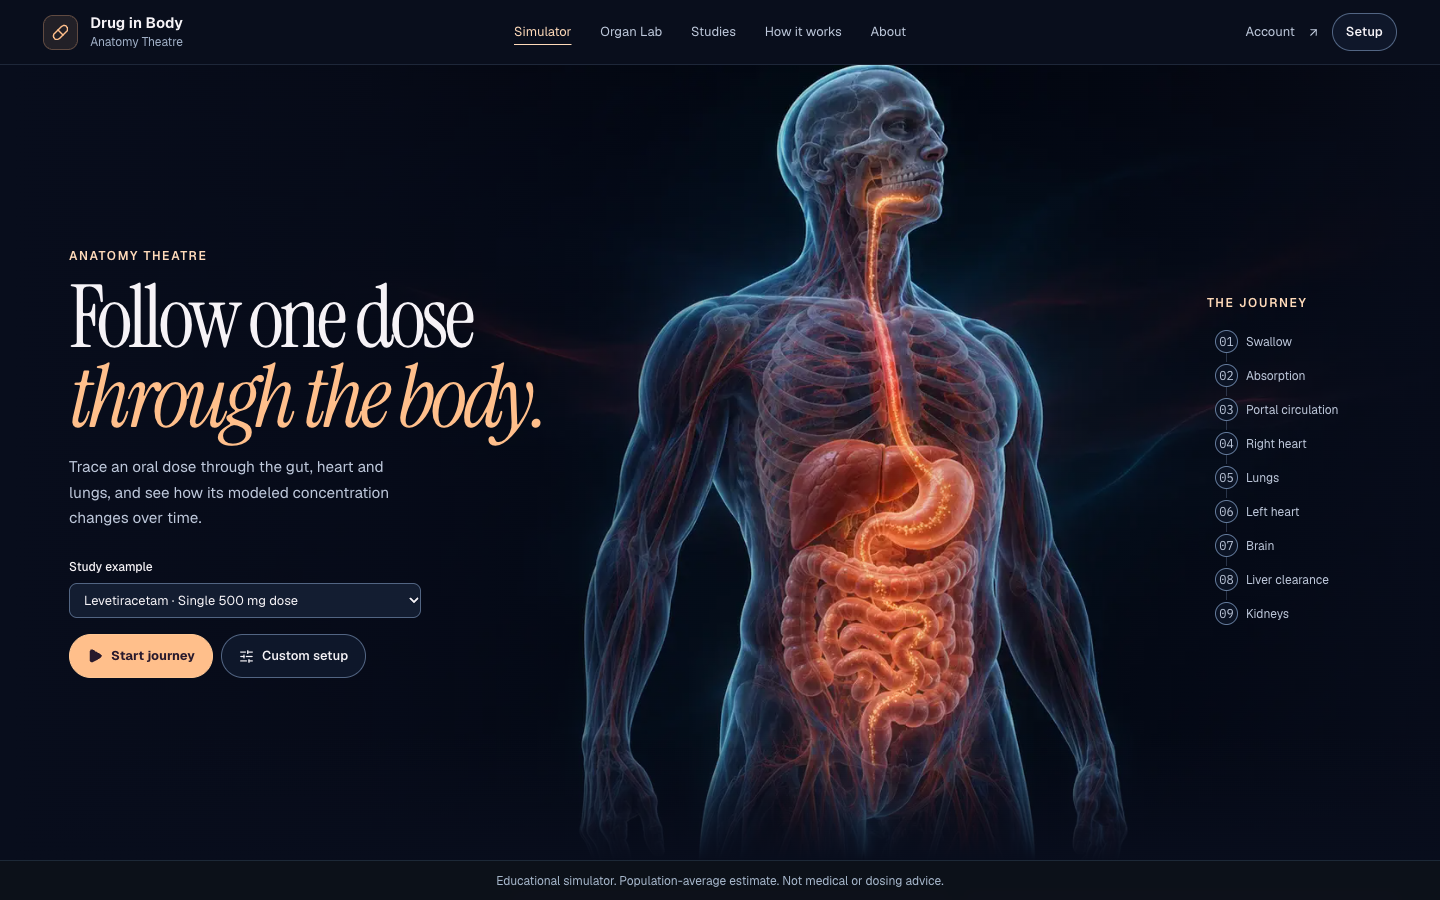 Drug in Body
Anatomy Theatre
Simulator
Organ Lab
Studies
How it works
About
Account
Setup
ANATOMY THEATRE
Follow one dose
through the body.
Trace an oral dose through the gut, heart and
lungs, and see how its modeled concentration
changes over time.
Study example
Levetiracetam · Single 500 mg dose
Start journey
Custom setup
THE JOURNEY
01 Swallow
02 Absorption
03 Portal circulation
04 Right heart
05 Lungs
06 Left heart
07 Brain
08 Liver clearance
09 Kidneys
Educational simulator. Population-average estimate. Not medical or dosing advice.